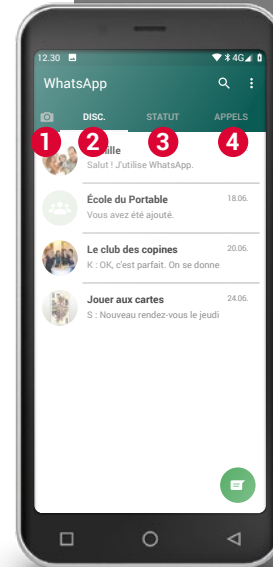 12.30 4G
WhatsApp
DISC. STATUT APPELS
1 2 3 4
ille
Salut ! J'utilise WhatsApp.
École du Portable 18.06.
Vous avez été ajouté.
Le club des copines 20.06.
K : OK, c'est parfait. On se donne
Jouer aux cartes 24.06.
S : Nouveau rendez-vous le jeudi